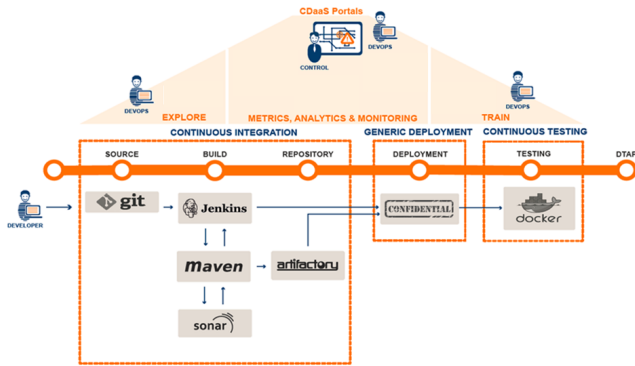 CDaaS Portals
DEVOPS
CONTROL
DEVOPS
DEVOPS
EXPLORE
METRICS, ANALYTICS & MONITORING
TRAIN
CONTINUOUS INTEGRATION
GENERIC DEPLOYMENT
CONTINUOUS TESTING
SOURCE
BUILD
REPOSITORY
DEPLOYMENT
TESTING
DTAP
DEVELOPER
git
Jenkins
CONFIDENTIAL
docker
maven
artifactory
sonar